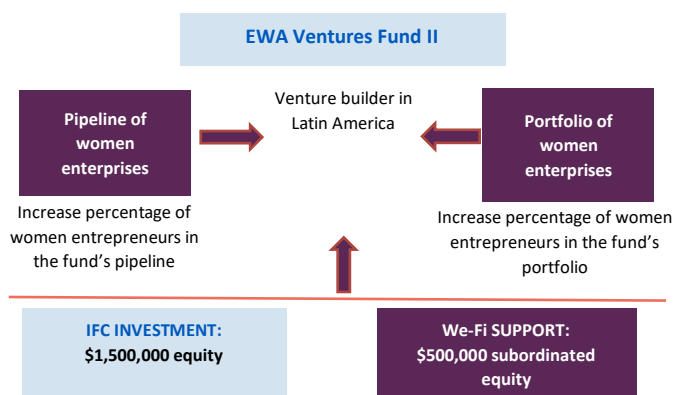 EWA Ventures Fund II
Pipeline of
women
enterprises
Venture builder in
Latin America
Portfolio of
women
enterprises
Increase percentage of
women entrepreneurs in
the fund's pipeline
Increase percentage of women
entrepreneurs in the fund's
portfolio
IFC INVESTMENT:
$1,500,000 equity
We-Fi SUPPORT:
$500,000 subordinated
equity